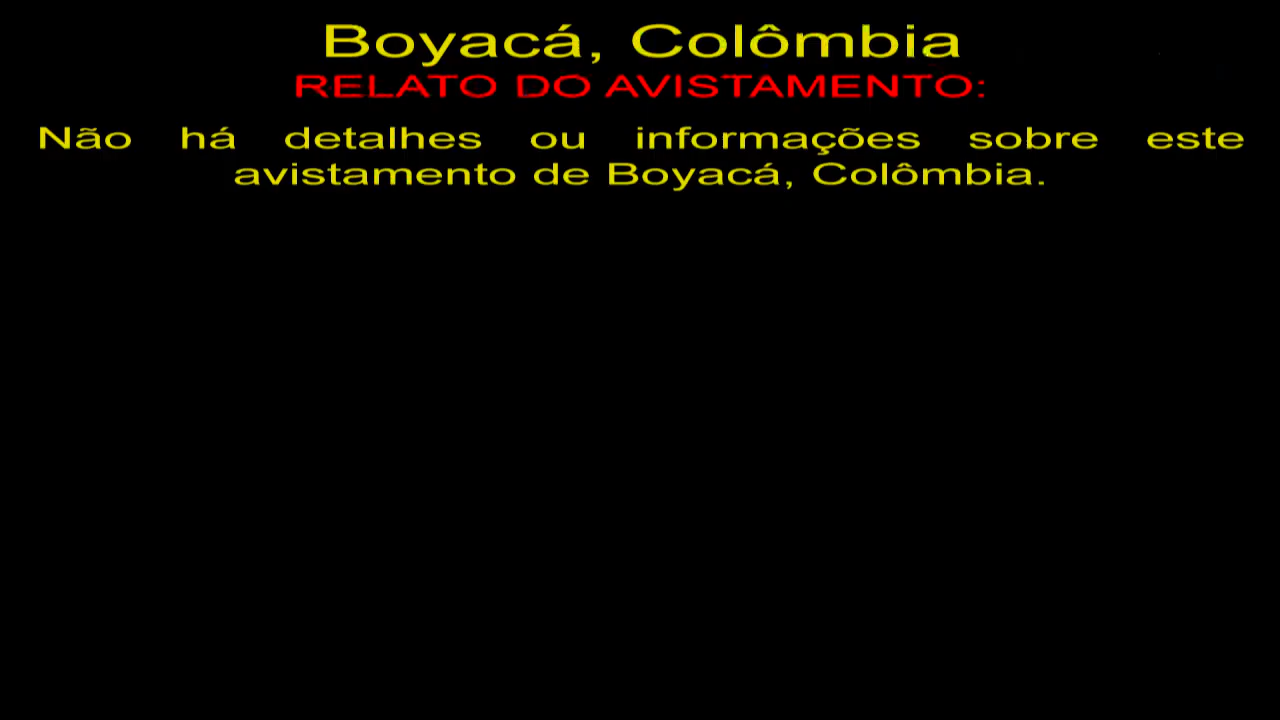 Boyacá, Colômbia
RELATO DO AVISTAMENTO:
Não há detalhes ou informações sobre este
avistamento de Boyacá, Colômbia.